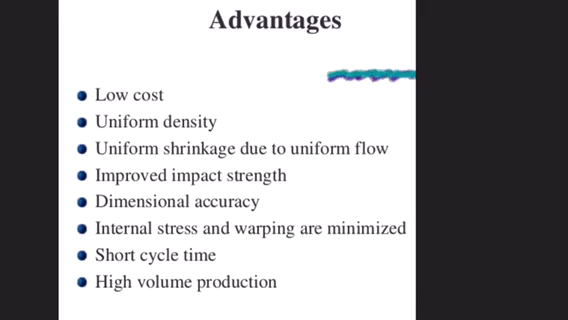 Advantages
Low cost
Uniform density
Uniform shrinkage due to uniform flow
Improved impact strength
Dimensional accuracy
Internal stress and warping are minimized
Short cycle time
High volume production